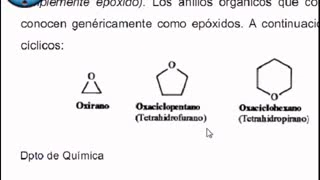 simplemente epóxido). Los anillos orgánicos que co
conocen genéricamente como epóxidos. A continuació
cíclicos:
O
O
O
Oxirano
Oxaciclopentano
(Tetrahidrofurano)
Oxaciclohexano
(Tetrahidropirano)
Dpto de Química